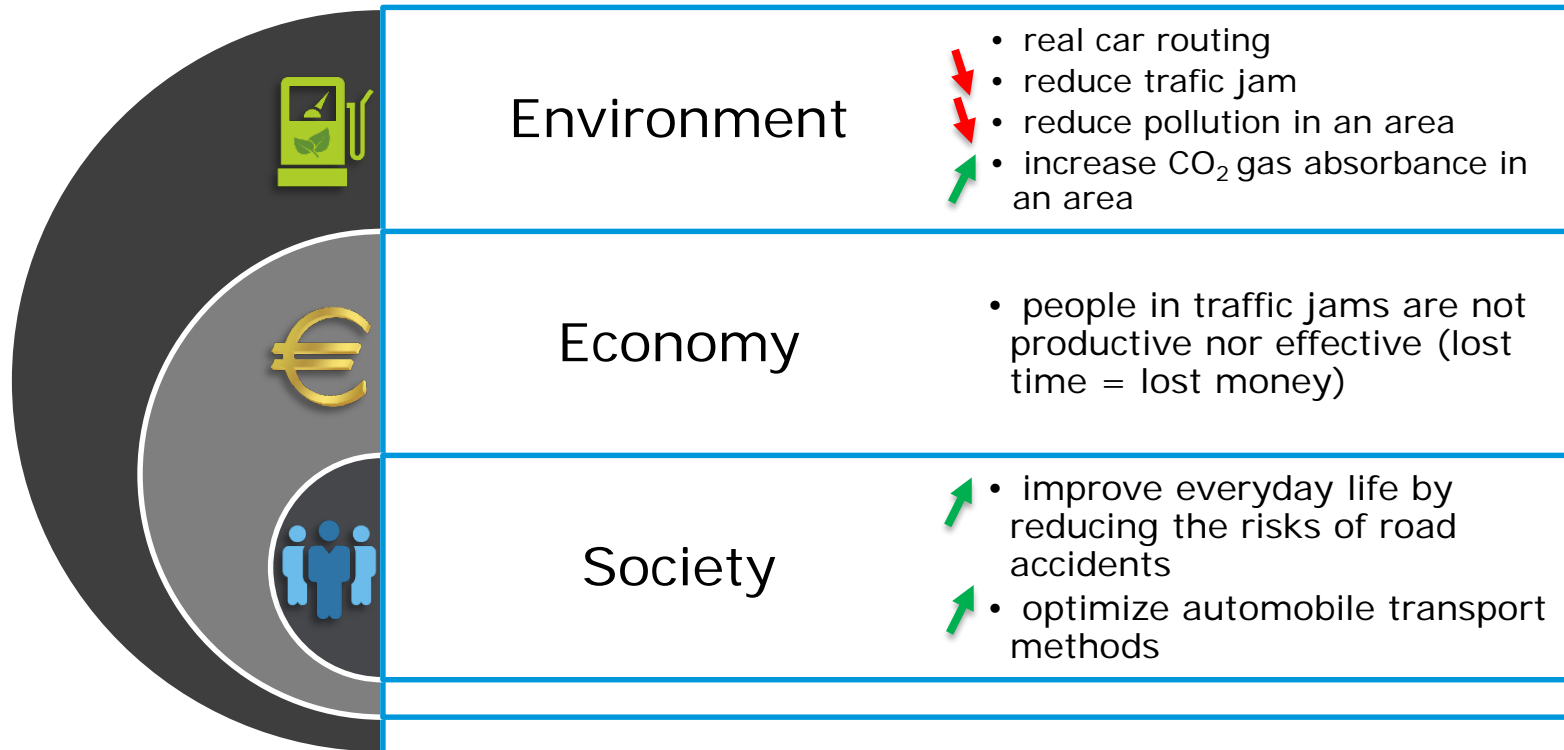 Environment
• real car routing
• reduce trafic jam
• reduce pollution in an area
• increase CO₂ gas absorbance in
an area
Economy
• people in traffic jams are not
productive nor effective (lost
time = lost money)
Society
• improve everyday life by
reducing the risks of road
accidents
• optimize automobile transport
methods